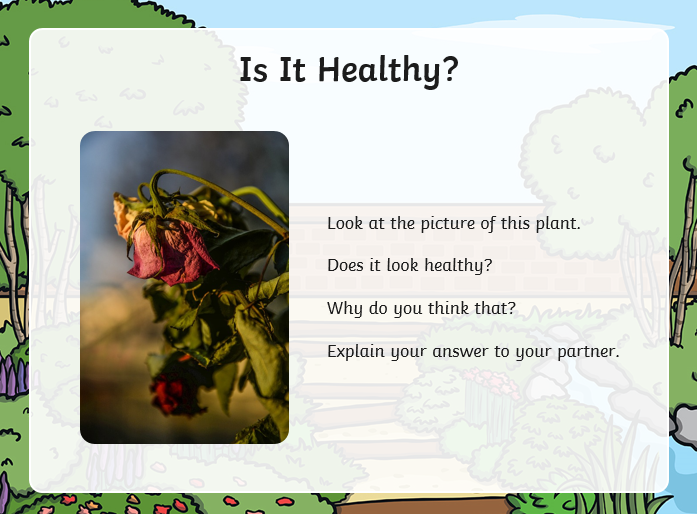 Is It Healthy?
Look at the picture of this plant.
Does it look healthy?
Why do you think that?
Explain your answer to your partner.